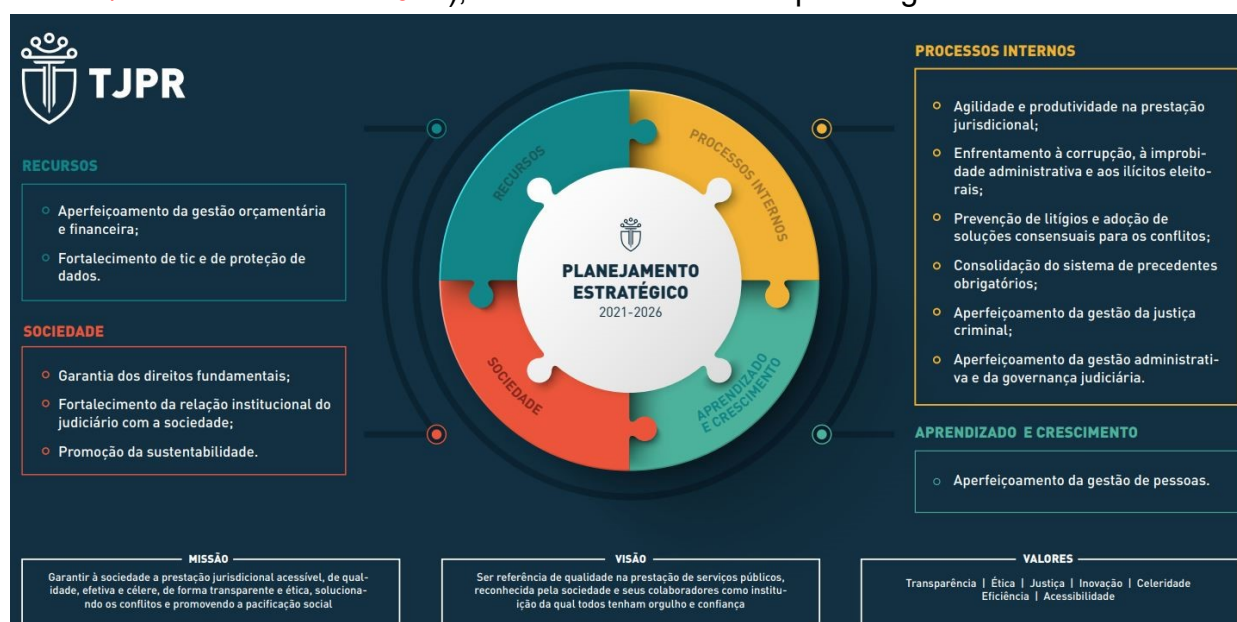 TJPR
RECURSOS
Aperfeiçoamento da gestão orçamentária
e financeira;
Fortalecimento de tic e de proteção de
dados.
SOCIEDADE
Garantia dos direitos fundamentais;
Fortalecimento da relação institucional do
judiciário com a sociedade;
Promoção da sustentabilidade.
RECURSOS
PROCESSOS INTERNOS
SOCIEDADE
APRENDIZADO
E CRESCIMENTO
PLANEJAMENTO
ESTRATÉGICO
2021-2026
PROCESSOS INTERNOS
Agilidade e produtividade na prestação
jurisdicional;
Enfrentamento à corrupção, à improbi-
dade administrativa e aos ilícitos eleito-
rais;
Prevenção de litígios e adoção de
soluções consensuais para os conflitos;
Consolidação do sistema de precedentes
obrigatórios;
Aperfeiçoamento da gestão da justiça
criminal;
Aperfeiçoamento da gestão administrati-
va e da governança judiciária.
APRENDIZADO E CRESCIMENTO
Aperfeiçoamento da gestão de pessoas.
MISSÃO
Garantir à sociedade a prestação jurisdicional acessível, de qual-
idade, efetiva e célere, de forma transparente e ética, soluciona-
ndo os conflitos e promovendo a pacificação social
VISÃO
Ser referência de qualidade na prestação de serviços públicos,
reconhecida pela sociedade e seus colaboradores como institu-
ição da qual todos tenham orgulho e confiança
VALORES
Transparência | Ética | Justiça | Inovação | Celeridade
Eficiência | Acessibilidade